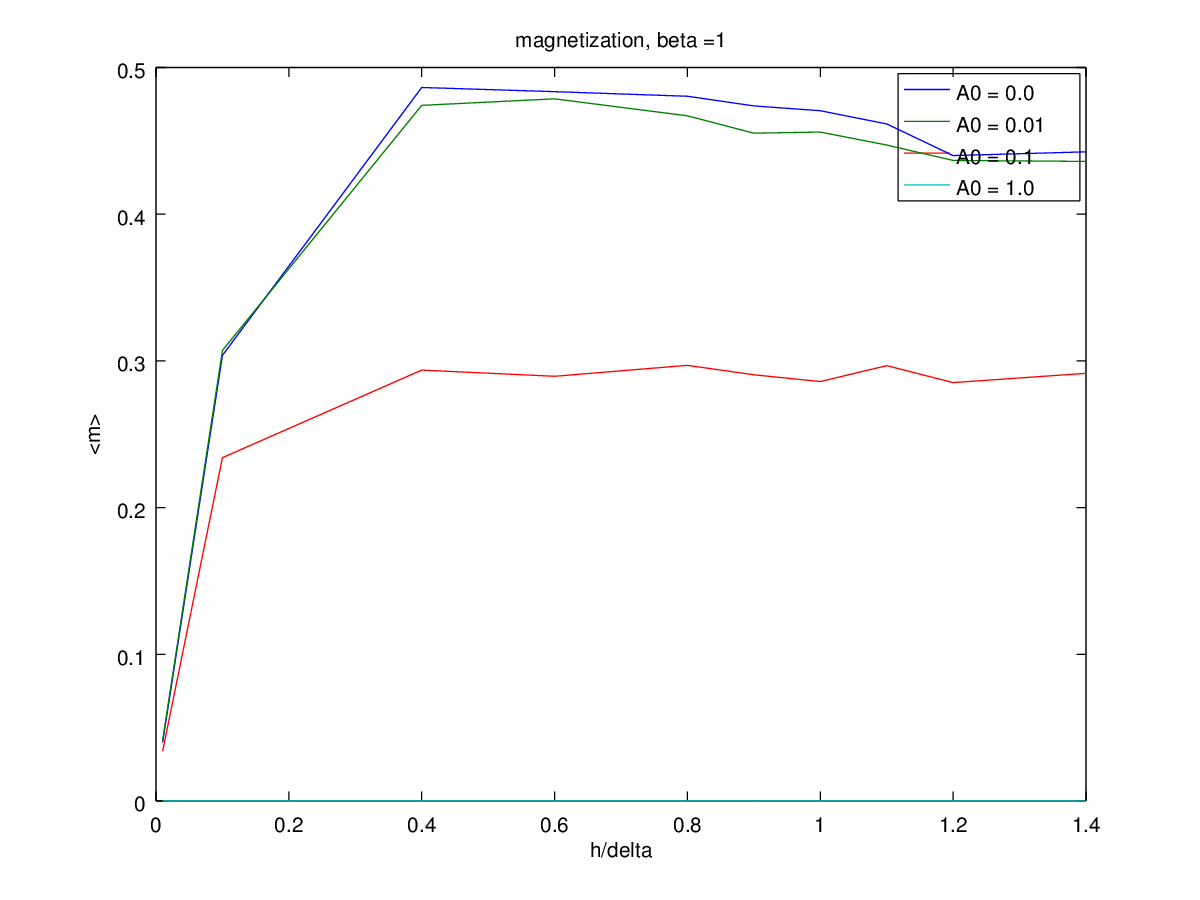 magnetization, beta =1
0.5
0.4
0.3
0.2
0.1
0
<m>
0
0.2
0.4
0.6
0.8
1
1.2
1.4
h/delta
A0 = 0.0
A0 = 0.01
A0 = 0.1
A0 = 1.0